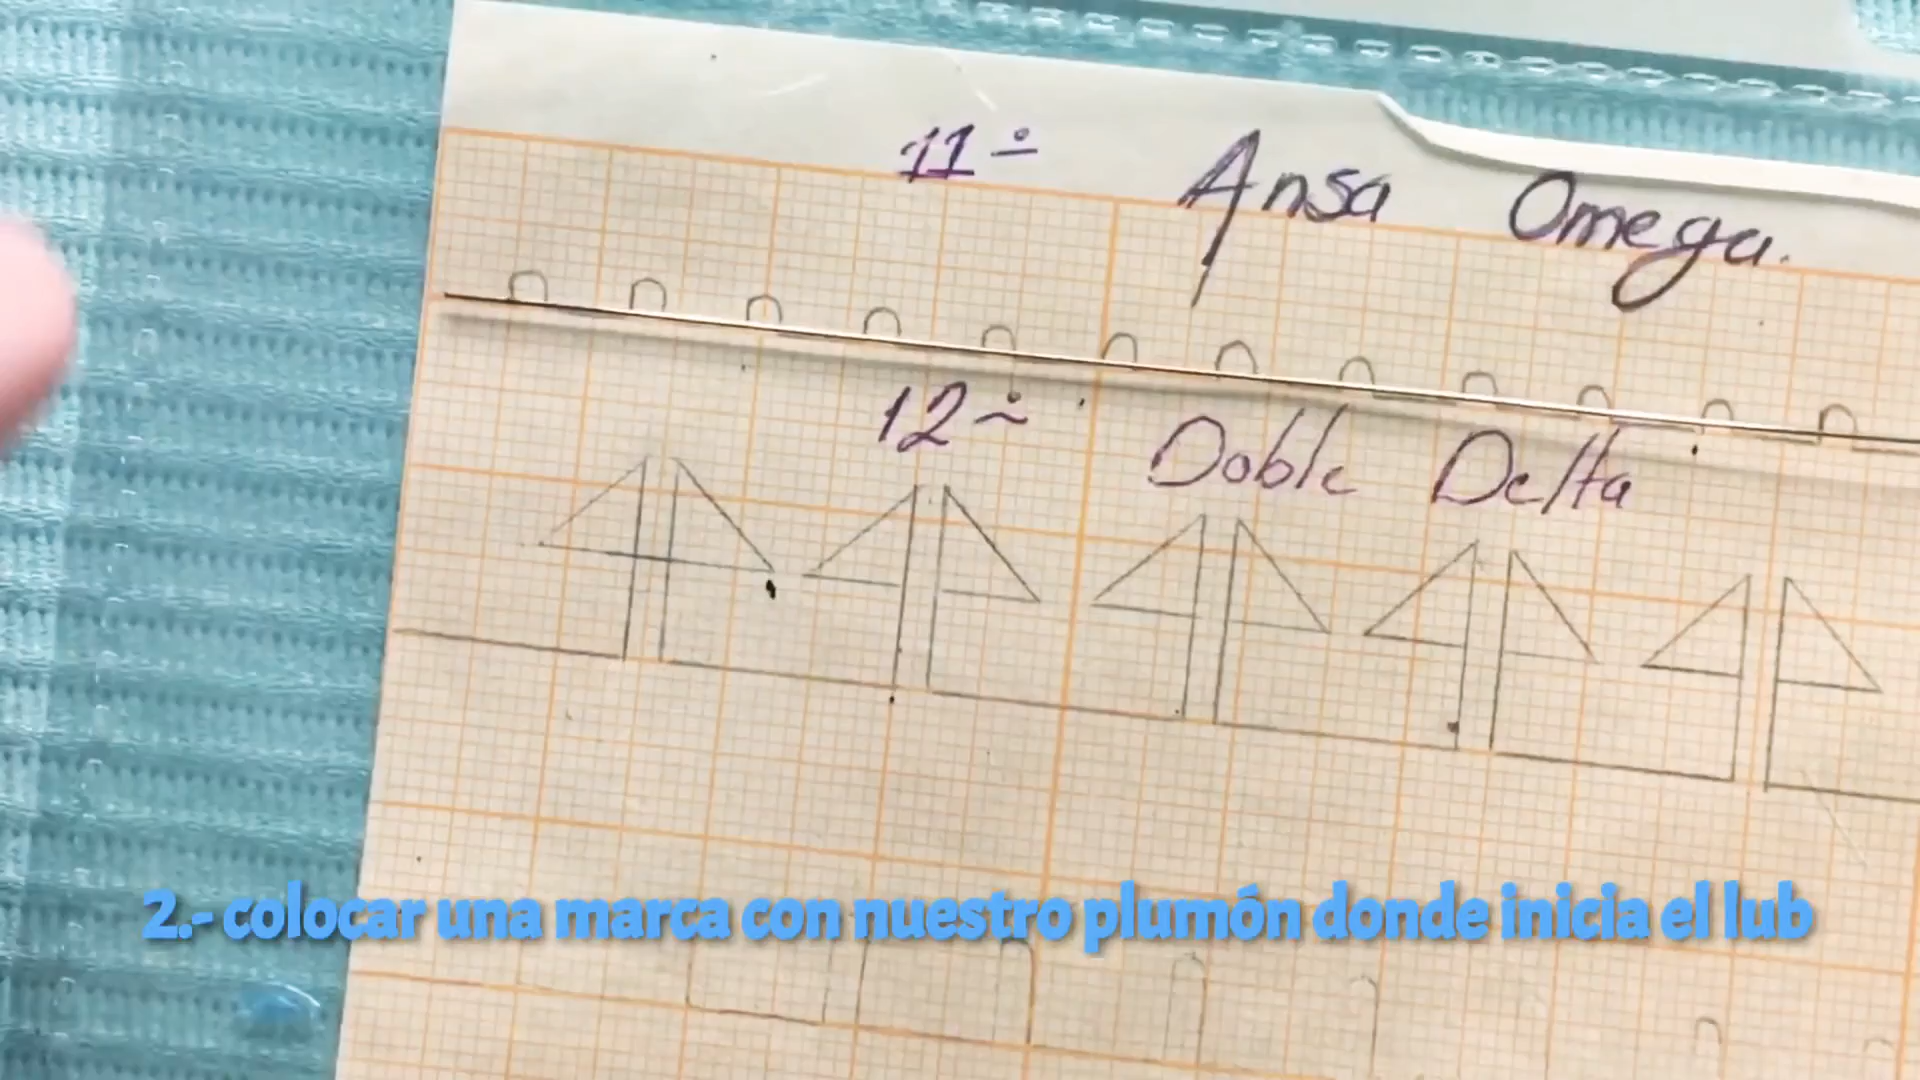 11.- Ansa Omega.
12.- Doble Delta
2.- colocar una marca con nuestro plumón donde inicia el lub